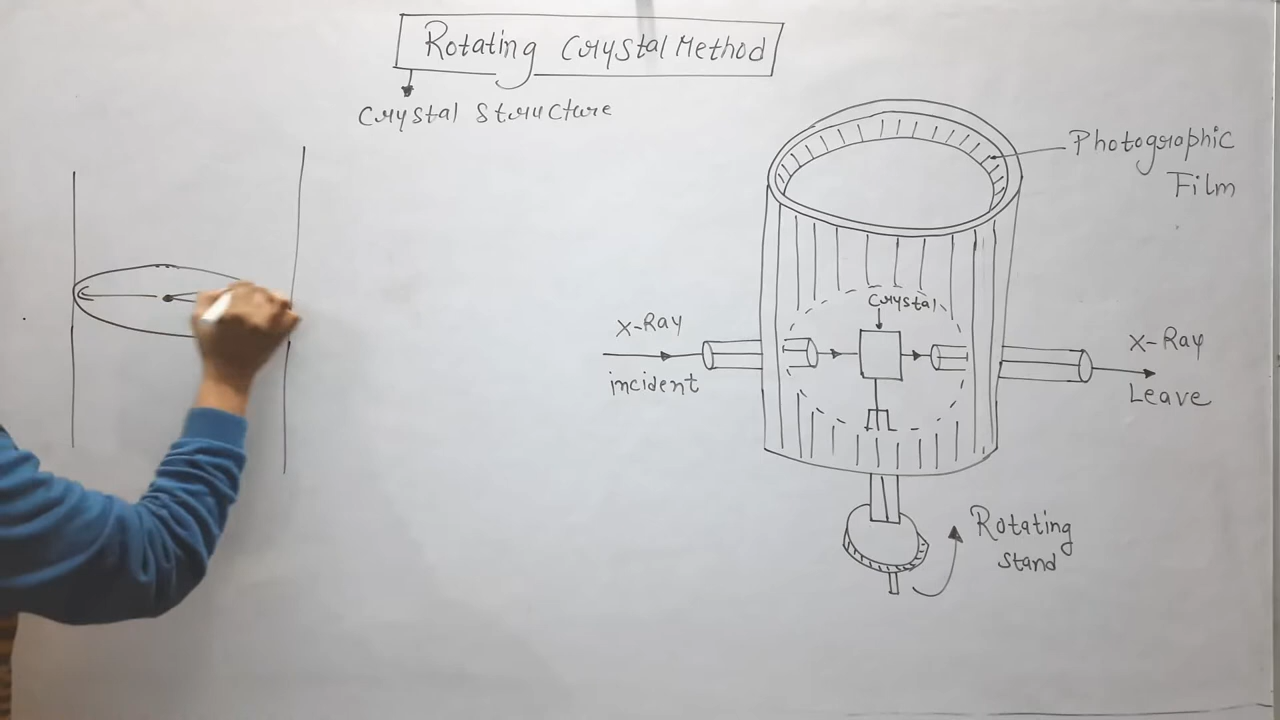 Rotating Crystal Method
Crystal Structure
Photographic
Film
Crystal
X-Ray
incident
X-Ray
Leave
Rotating
Stand